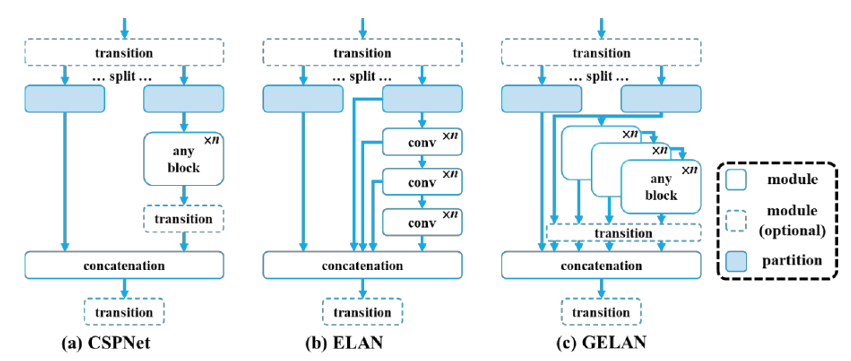 transition
... split ...
×n
any
block
transition
concatenation
transition
(a) CSPNet
transition
... split ...
conv ×n
conv ×n
conv ×n
concatenation
transition
(b) ELAN
transition
... split ...
×n
×n
×n
any
block
transition
concatenation
transition
(c) GELAN
module
module
(optional)
partition